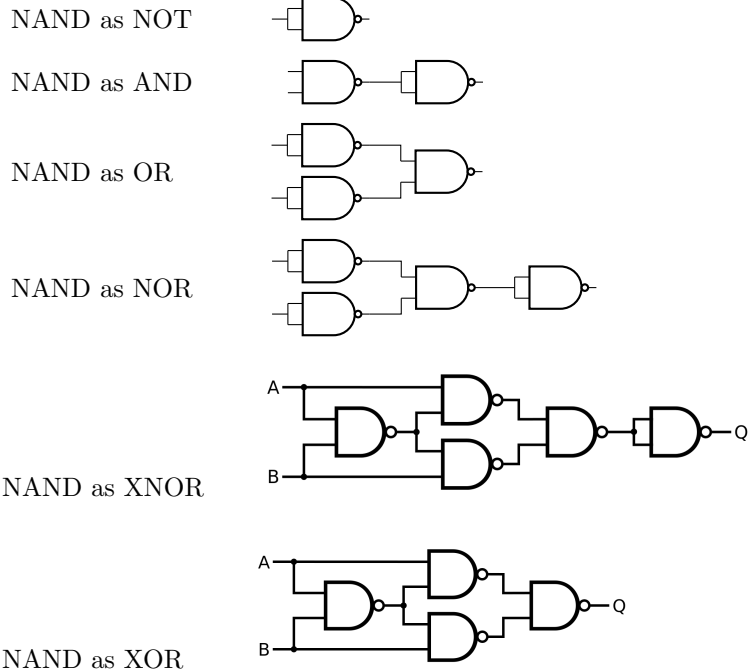 NAND as NOT
NAND as AND
NAND as OR
NAND as NOR
A
Q
B
NAND as XNOR
A
Q
B
NAND as XOR